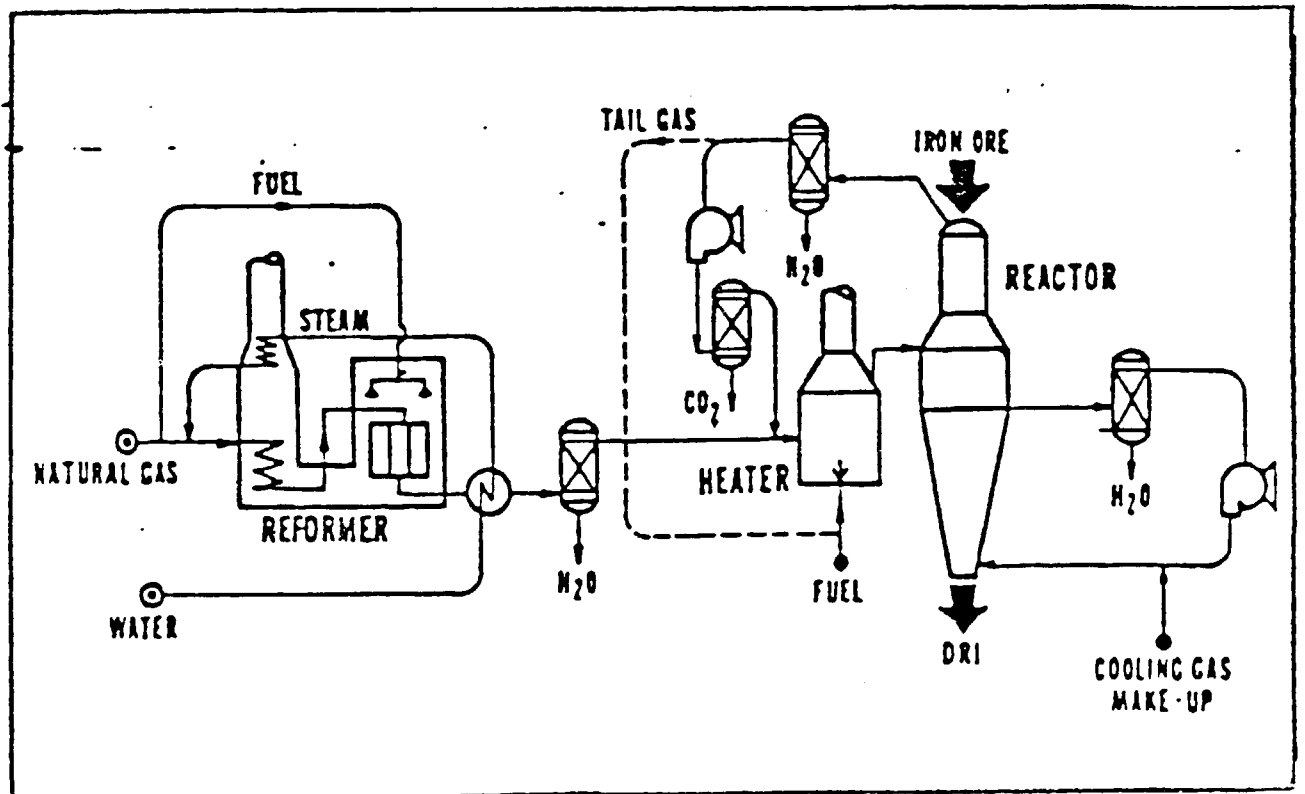 TAIL GAS
IRON ORE
FUEL
H₂O
REACTOR
STEAM
CO₂
NATURAL GAS
HEATER
REFORMER
H₂O
H₂O
FUEL
WATER
DRI
COOLING GAS
MAKE-UP